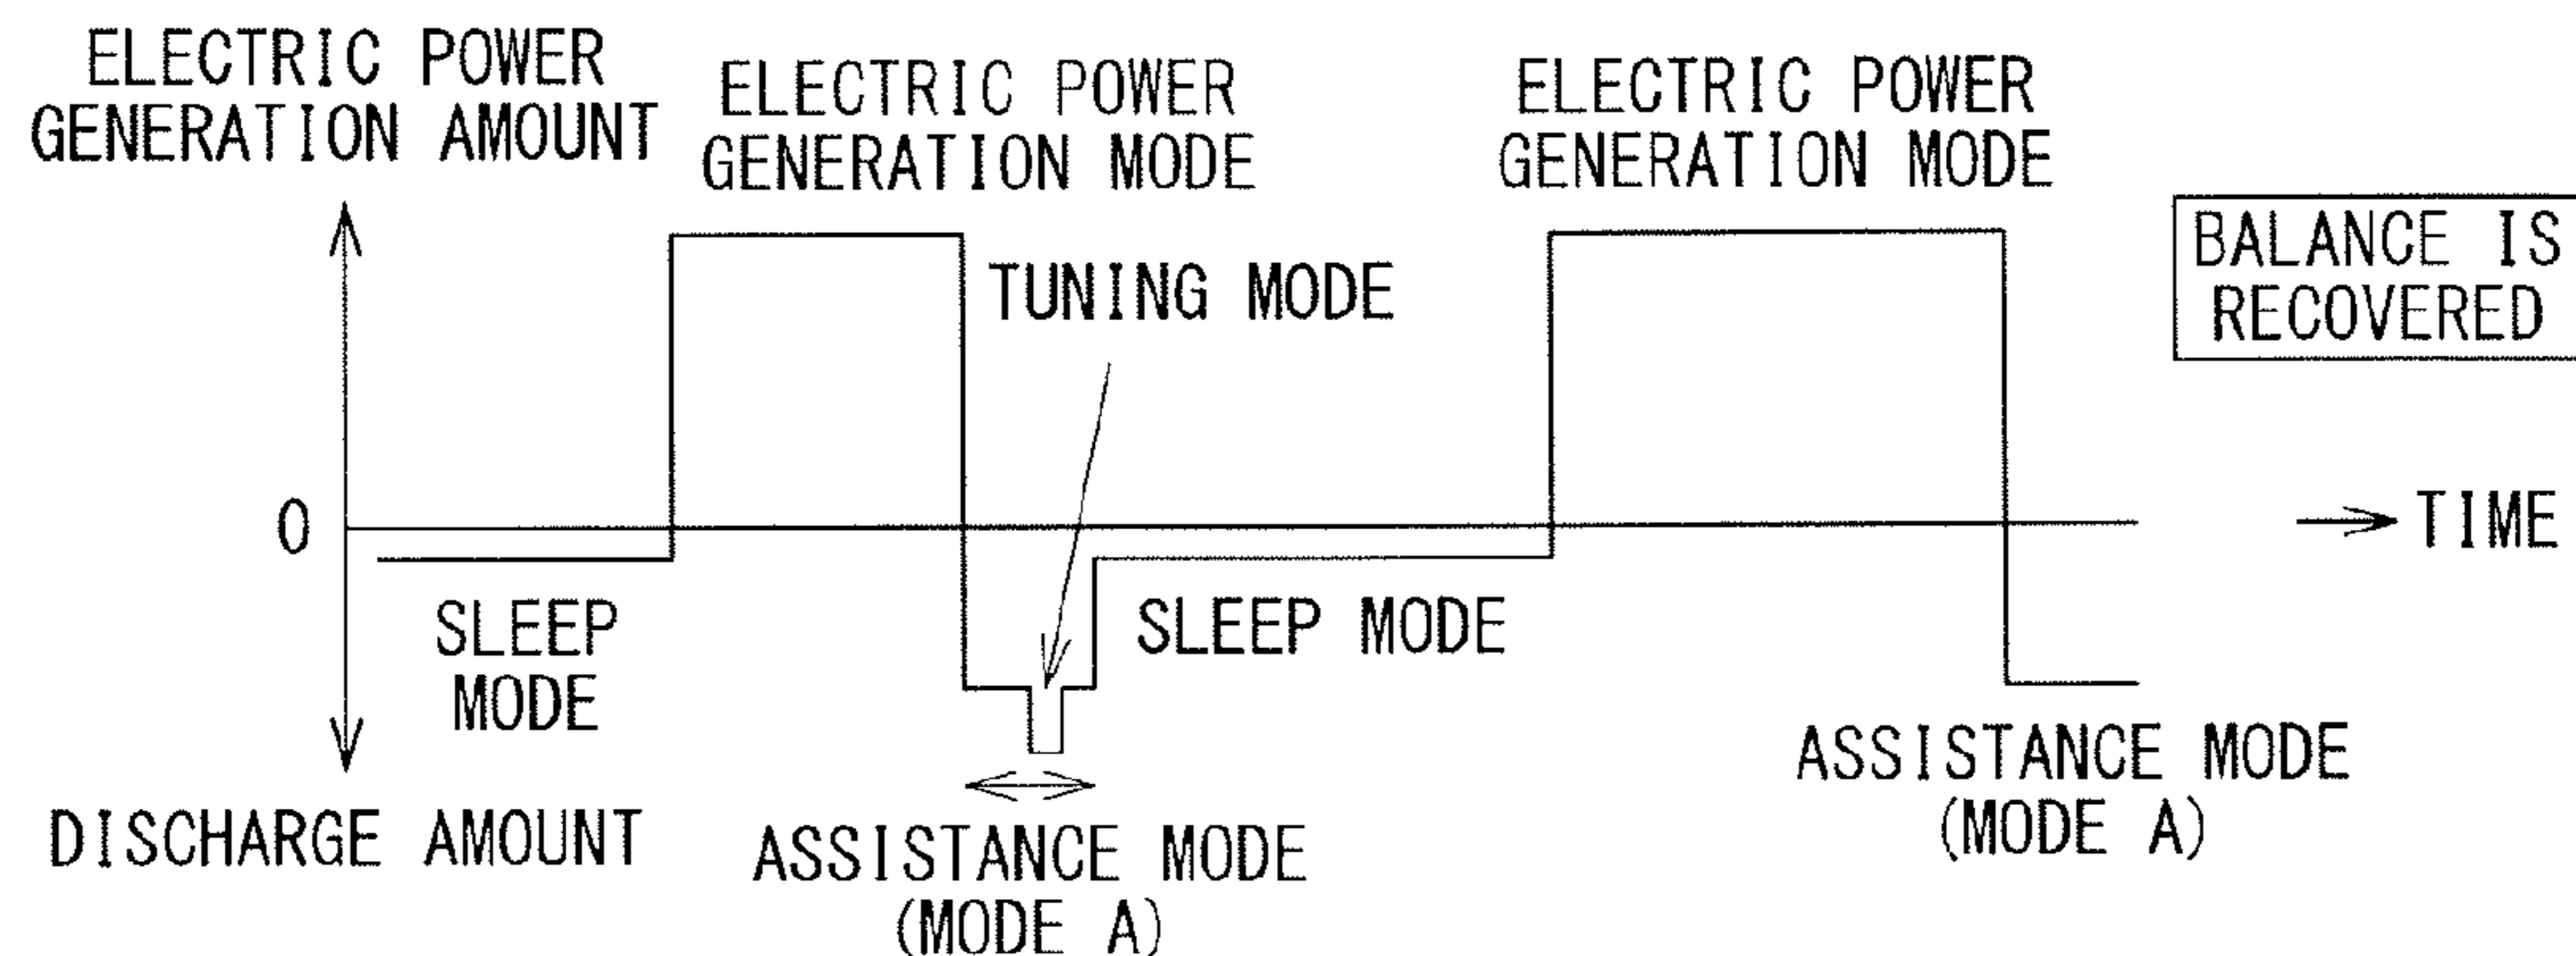 ELECTRIC POWER
GENERATION AMOUNT
ELECTRIC POWER
GENERATION MODE
ELECTRIC POWER
GENERATION MODE
BALANCE IS
RECOVERED
TUNING MODE
0
TIME
SLEEP
MODE
SLEEP MODE
DISCHARGE AMOUNT
ASSISTANCE MODE
(MODE A)
ASSISTANCE MODE
(MODE A)